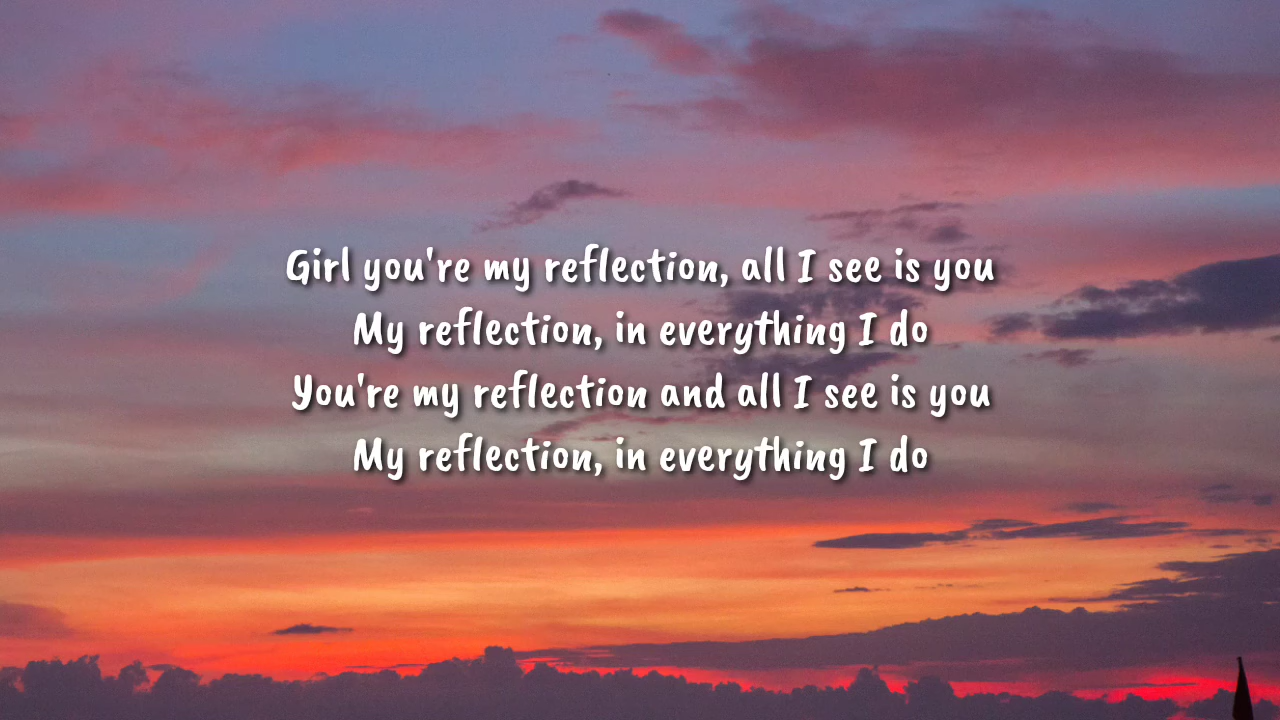 Girl you're my reflection, all I see is you
My reflection, in everything I do
You're my reflection and all I see is you
My reflection, in everything I do